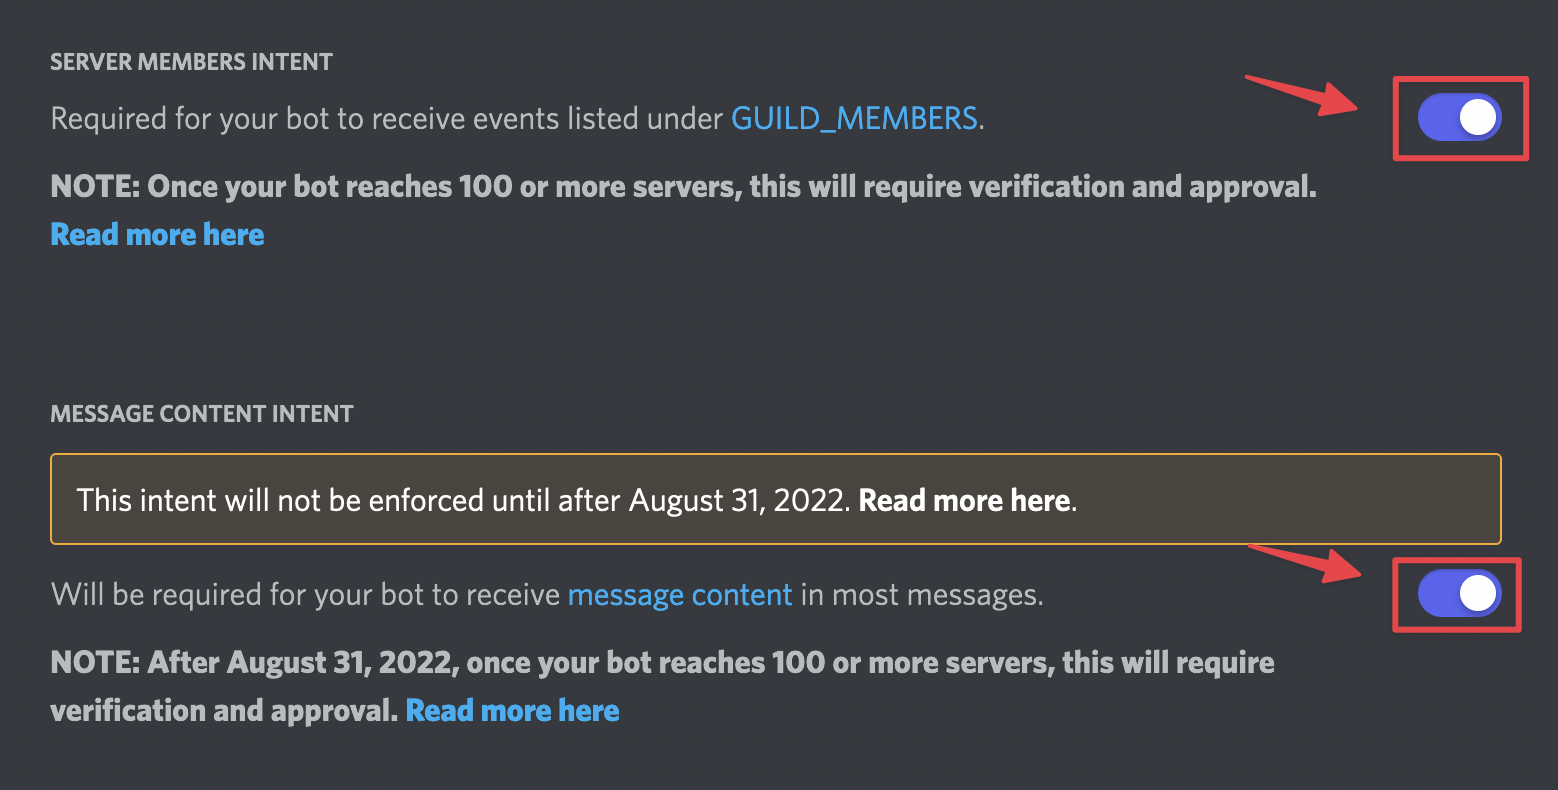 SERVER MEMBERS INTENT
Required for your bot to receive events listed under GUILD_MEMBERS.
NOTE: Once your bot reaches 100 or more servers, this will require verification and approval.
Read more here
MESSAGE CONTENT INTENT
This intent will not be enforced until after August 31, 2022. Read more here.
Will be required for your bot to receive message content in most messages.
NOTE: After August 31, 2022, once your bot reaches 100 or more servers, this will require
verification and approval. Read more here